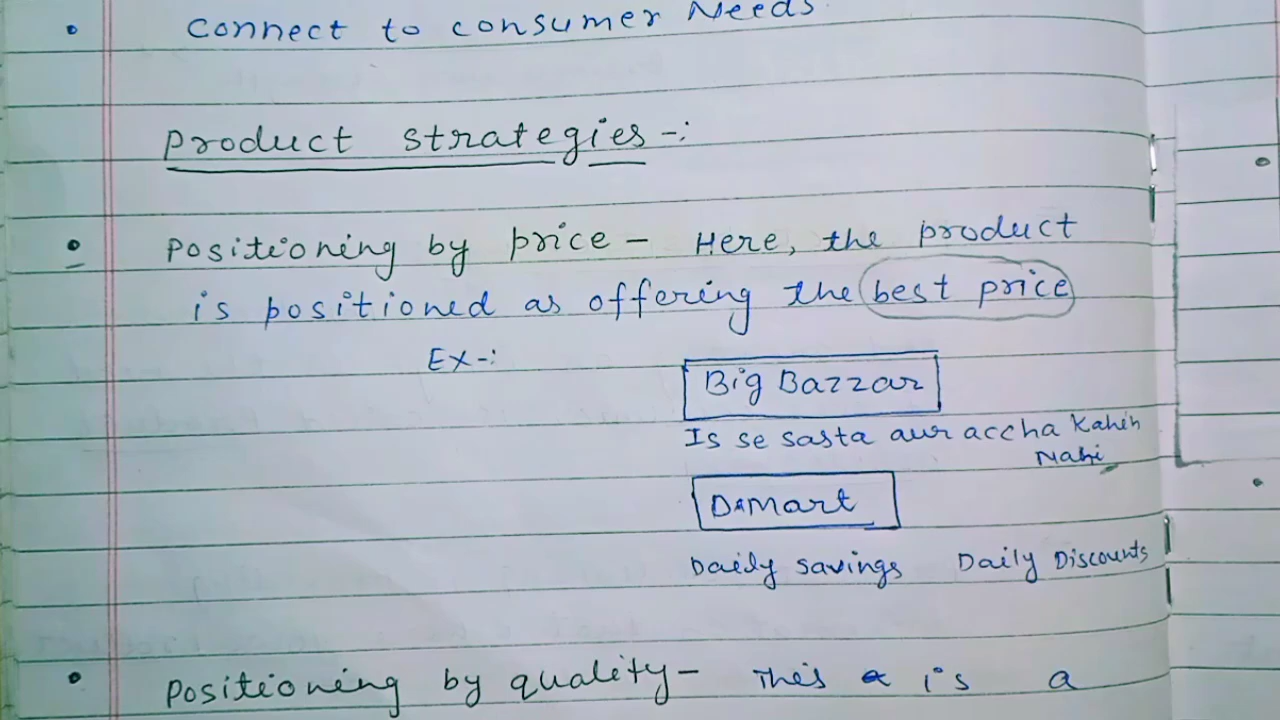 • Connect to consumer Needs.
Product strategies -:
• Positioning by price - Here, the product
is positioned as offering the best price
Ex-:
Big Bazzar
Is se sasta aur accha Kahin
Nahi
D*Mart
Daily savings Daily Discounts
• Positioning by quality - This is a